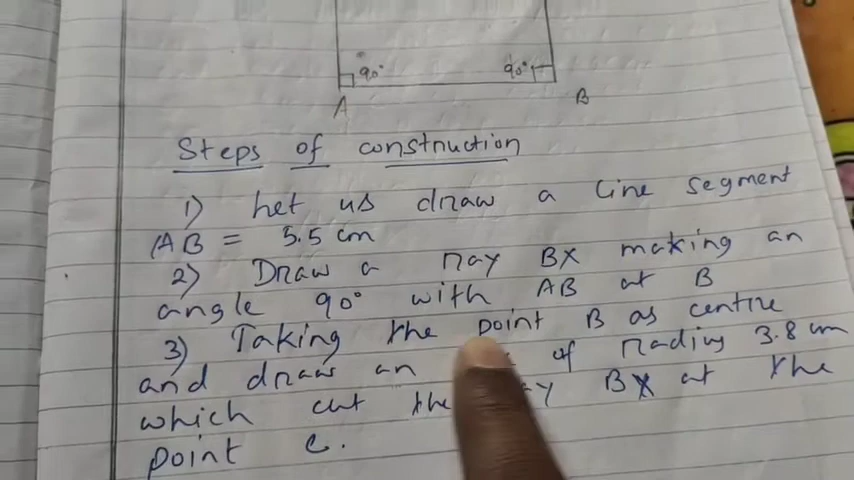 90° 90°
A B
Steps of construction
1) Let us draw a line segment
AB = 5.5 cm
2) Draw a ray BX making an
angle 90° with AB at B
3) Taking the point B as centre
and draw an of radius 3.8 cm
which cut the BX at the
point C.